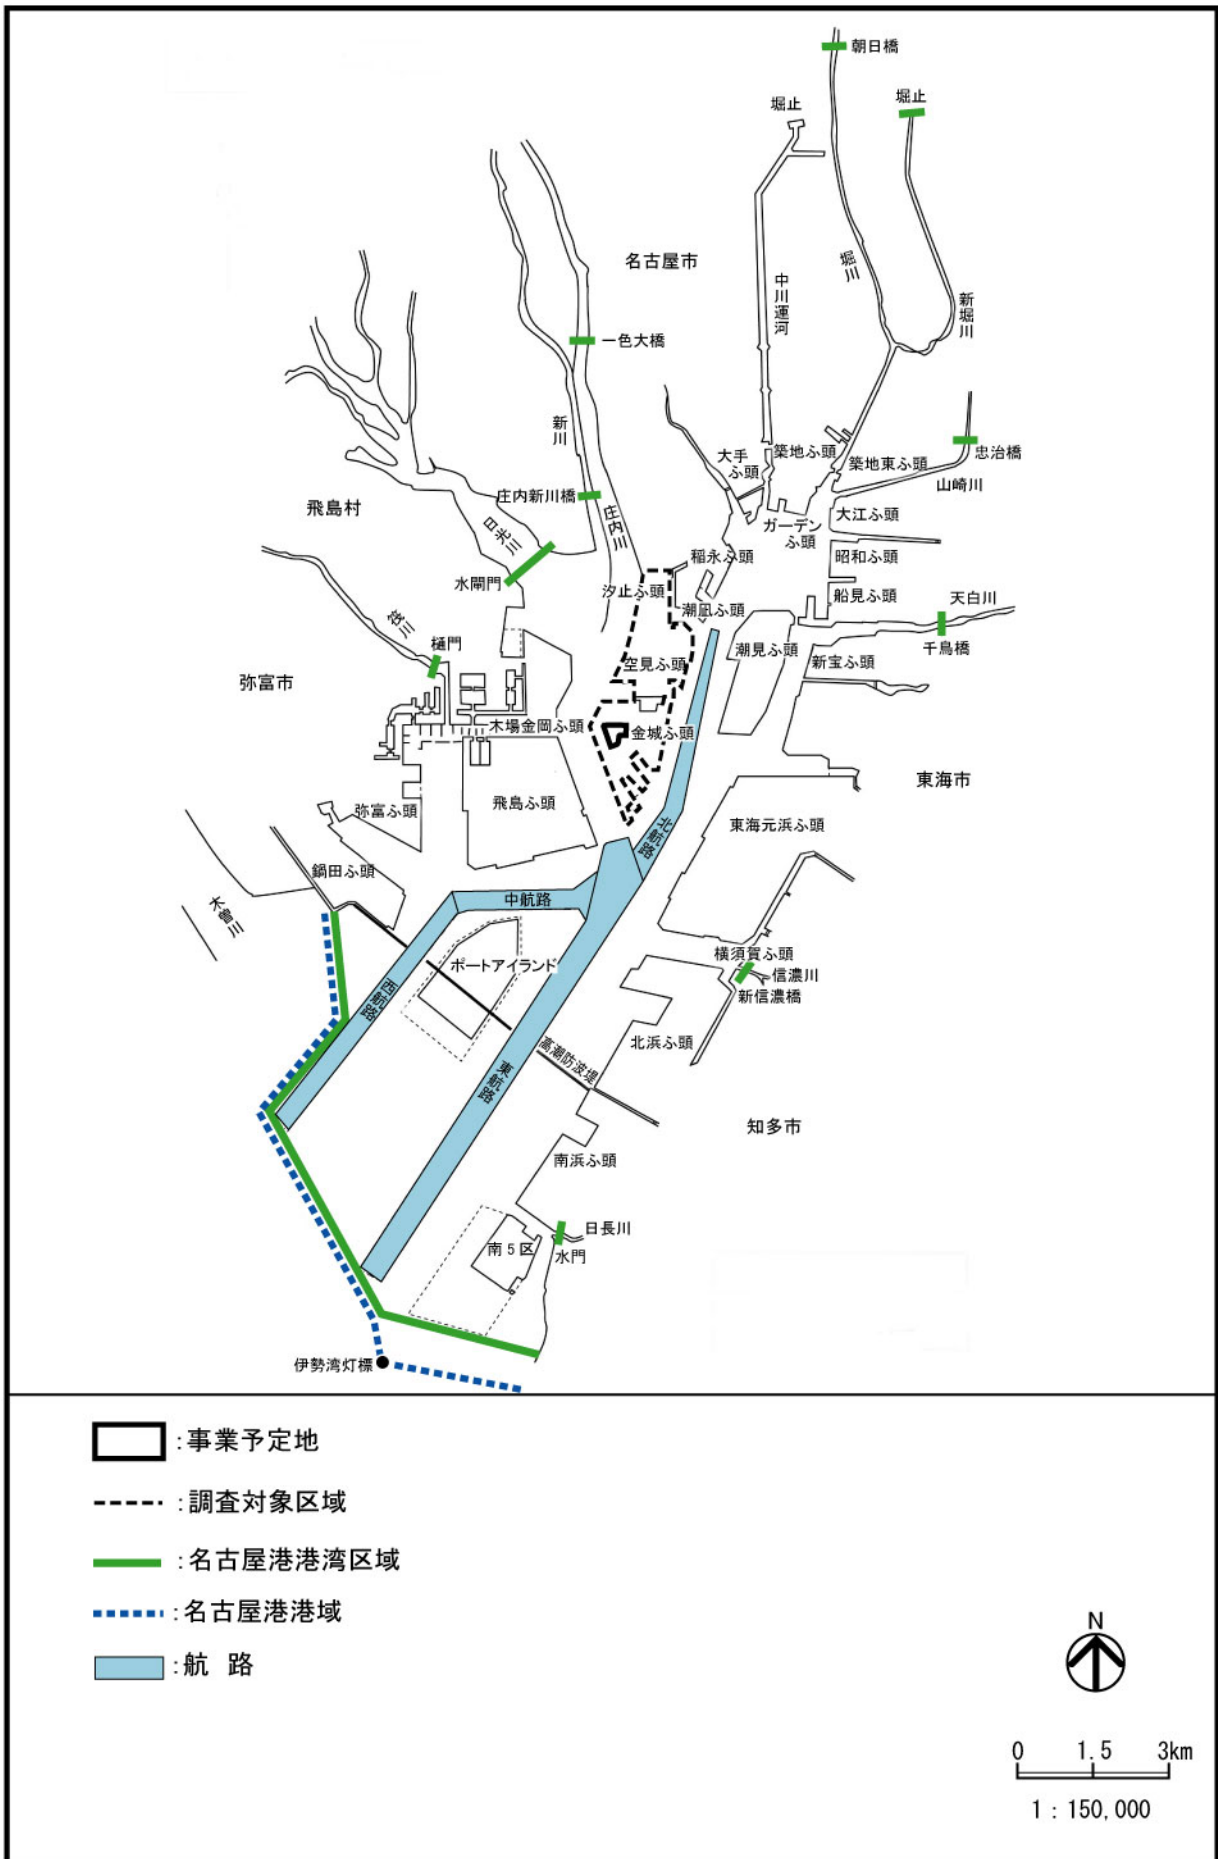 朝日橋
堀止
堀止
名古屋市
堀川
中川運河
新堀川
一色大橋
新川
大手
ふ頭
築地ふ頭
築地東ふ頭
忠治橋
山崎川
庄内新川橋
飛島村
庄内川
日光川
ガーデン
ふ頭
大江ふ頭
昭和ふ頭
稲永ふ頭
水閘門
汐止ふ頭
船見ふ頭
天白川
潮凪ふ頭
筏川
樋門
千鳥橋
潮見ふ頭
新宝ふ頭
空見ふ頭
弥富市
木場金岡ふ頭
金城ふ頭
東海市
弥富ふ頭
飛島ふ頭
東海元浜ふ頭
北航路
鍋田ふ頭
木曽川
中航路
横須賀ふ頭
ポートアイランド
信濃川
新信濃橋
西航路
北浜ふ頭
高潮防波堤
東航路
知多市
南浜ふ頭
日長川
南5区
水門
伊勢湾灯標
:事業予定地
:調査対象区域
:名古屋港港湾区域
:名古屋港港域
:航 路
N
0 1.5 3km
1:150,000